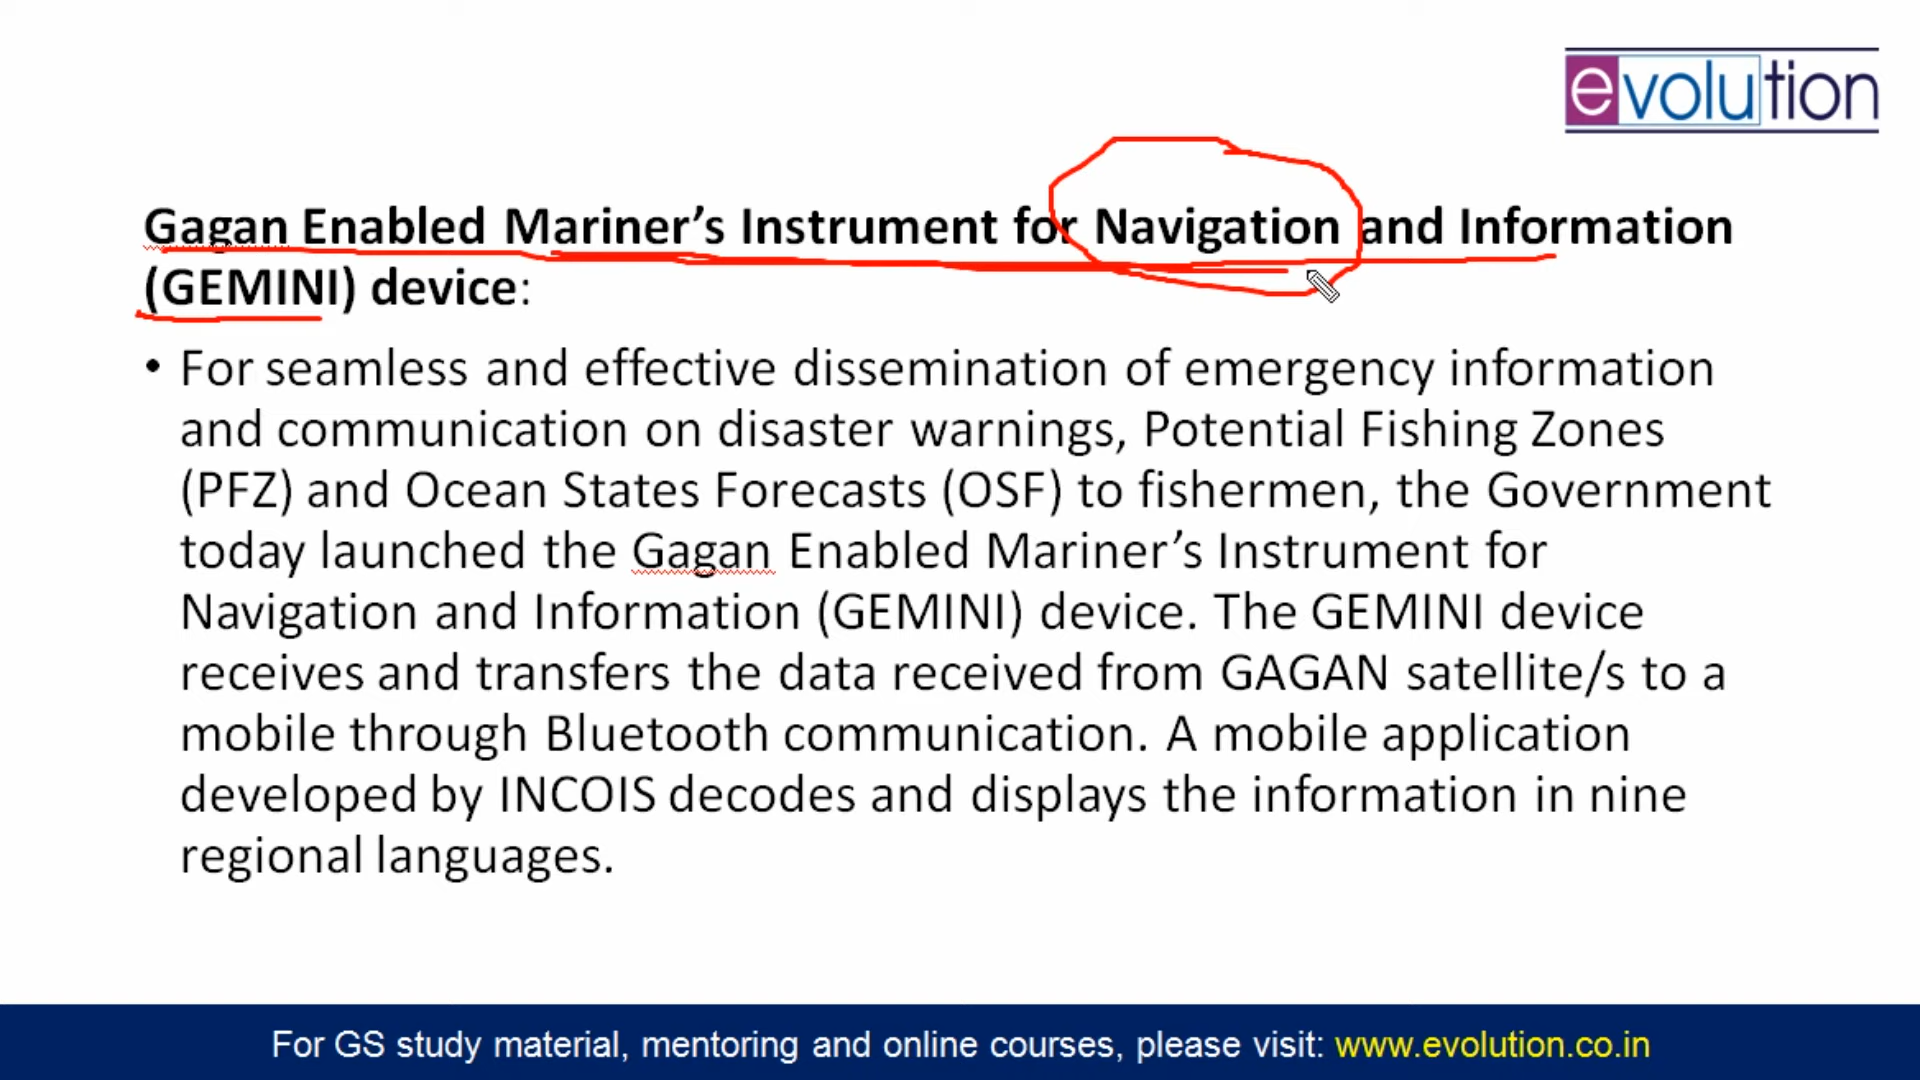 evolution
Gagan Enabled Mariner’s Instrument for Navigation and Information
(GEMINI) device:
• For seamless and effective dissemination of emergency information
and communication on disaster warnings, Potential Fishing Zones
(PFZ) and Ocean States Forecasts (OSF) to fishermen, the Government
today launched the Gagan Enabled Mariner’s Instrument for
Navigation and Information (GEMINI) device. The GEMINI device
receives and transfers the data received from GAGAN satellite/s to a
mobile through Bluetooth communication. A mobile application
developed by INCOIS decodes and displays the information in nine
regional languages.
For GS study material, mentoring and online courses, please visit: www.evolution.co.in